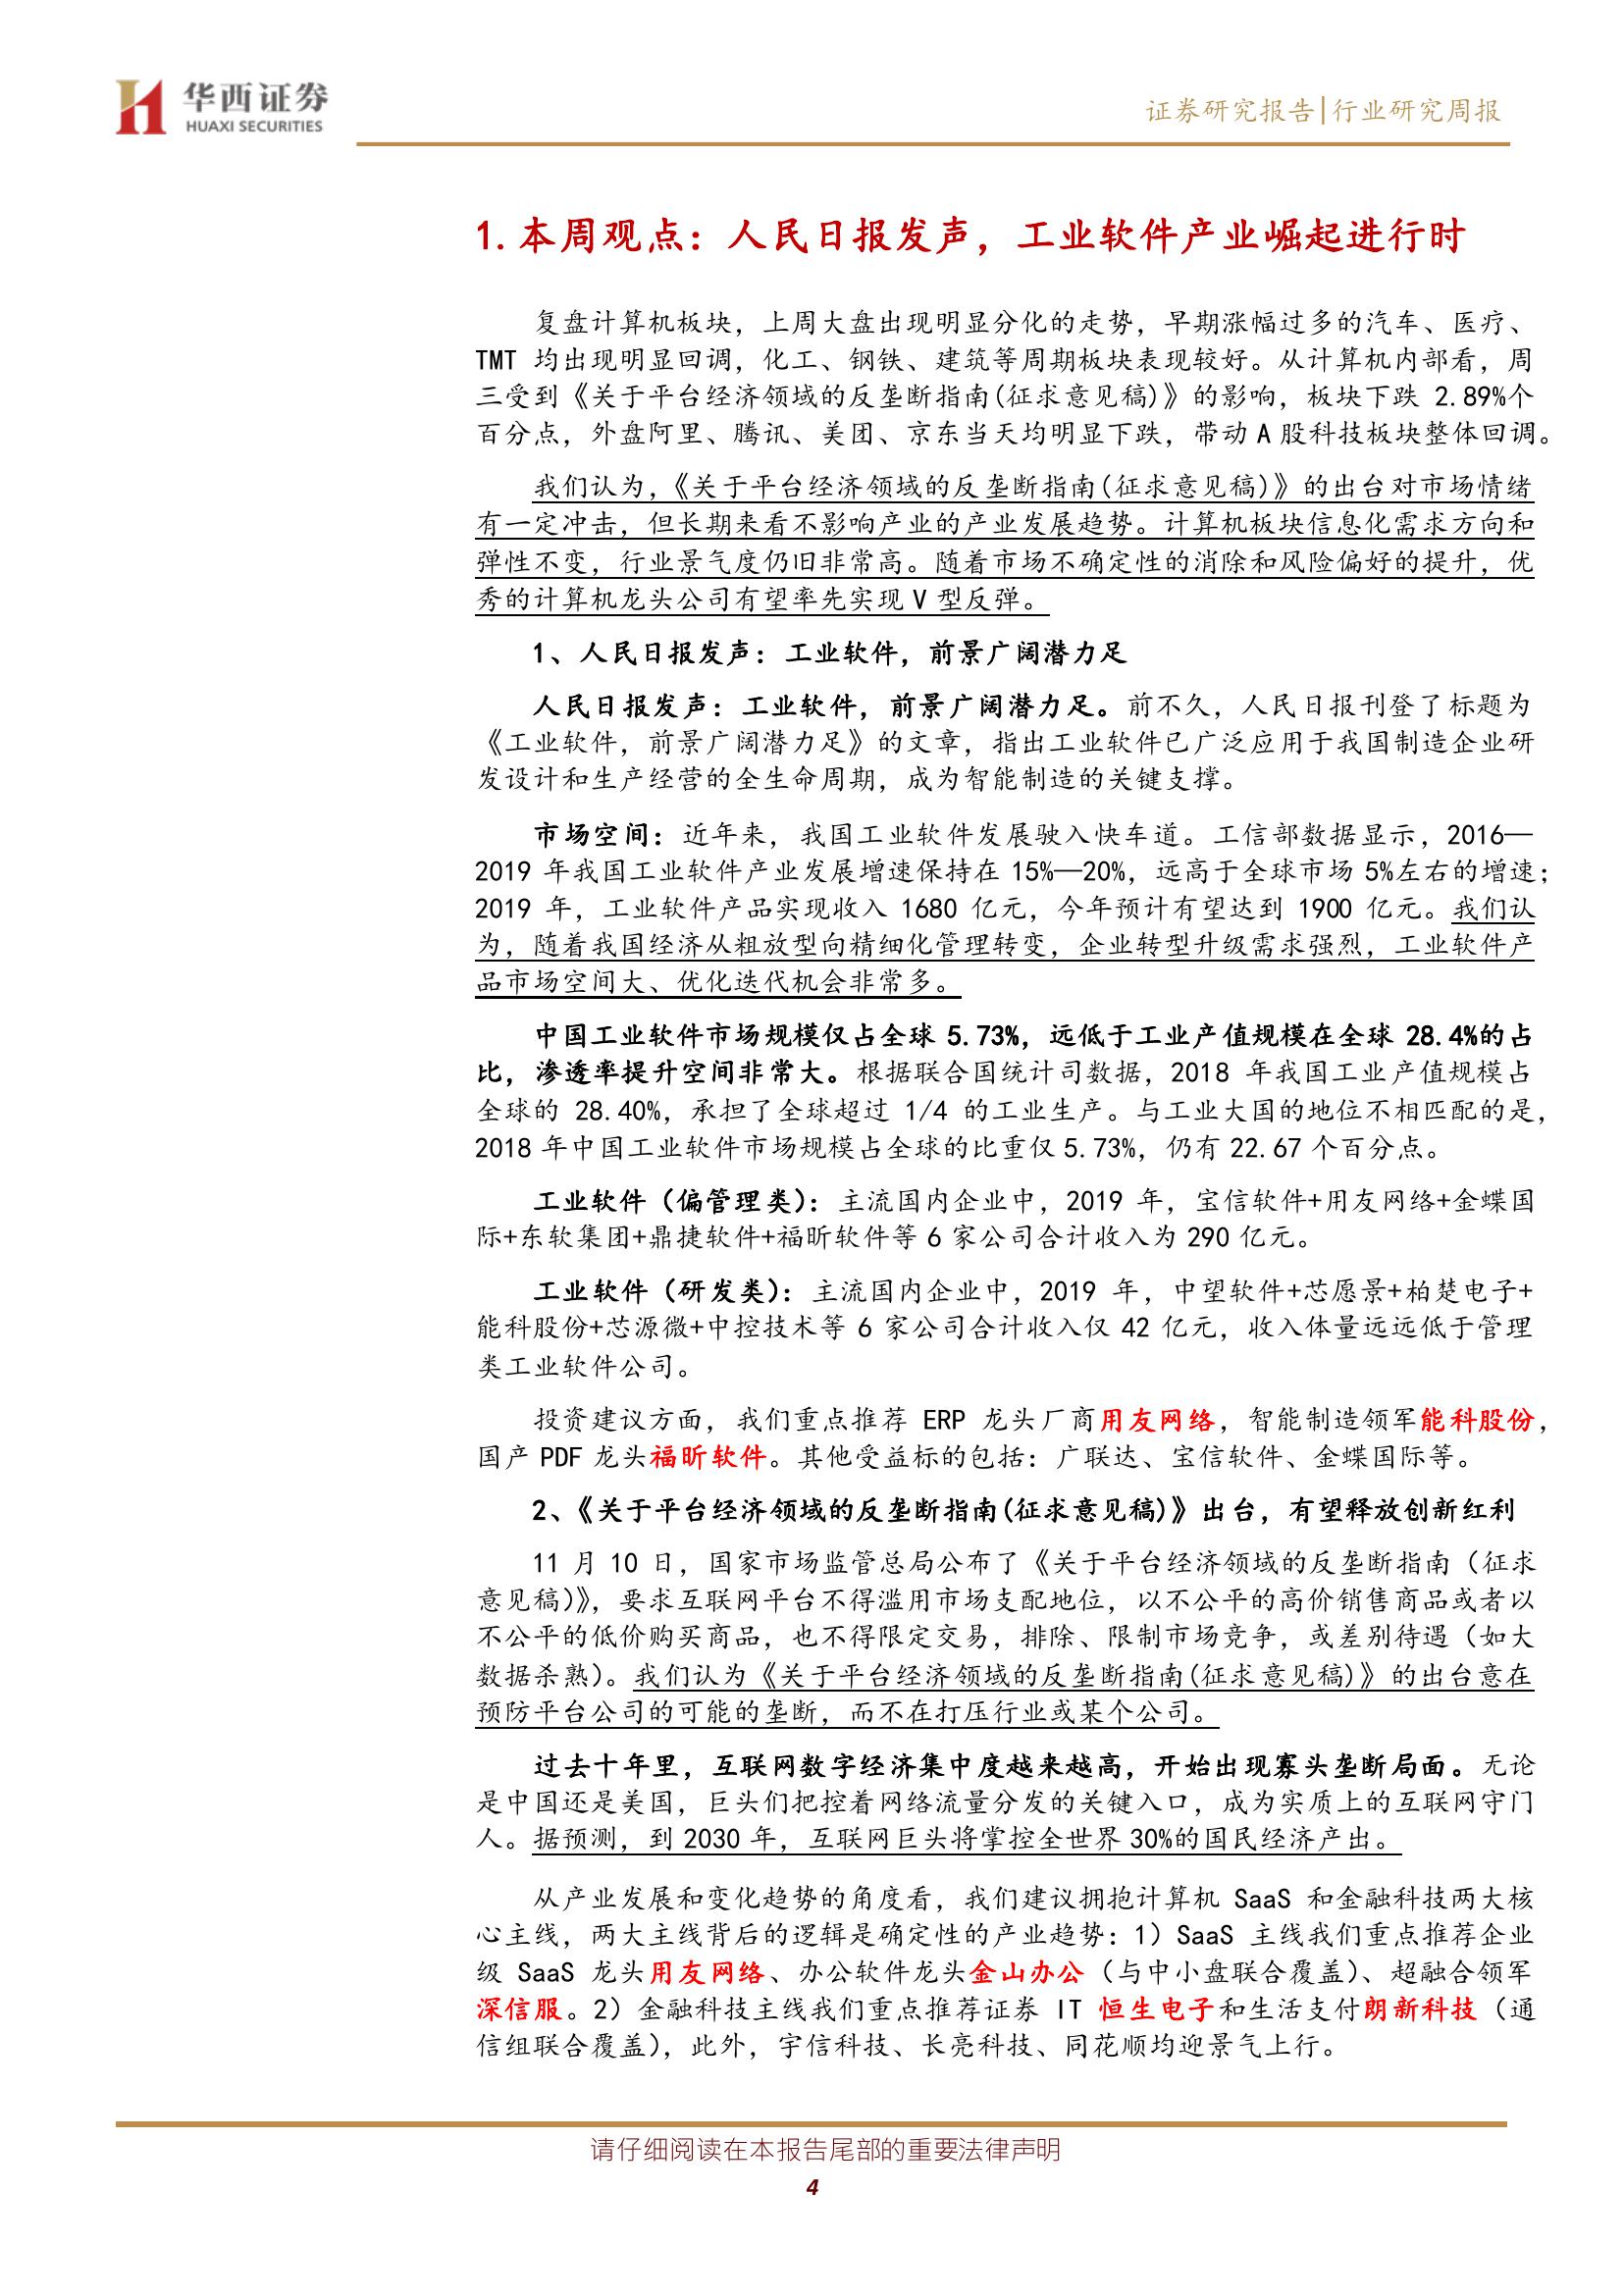 华西证券
HUAXI SECURITIES
证券研究报告|行业研究周报
1.本周观点：人民日报发声，工业软件产业崛起进行时
复盘计算机板块，上周大盘出现明显分化的走势，早期涨幅过多的汽车、医疗、
TMT 均出现明显回调，化工、钢铁、建筑等周期板块表现较好。从计算机内部看，周
三受到《关于平台经济领域的反垄断指南(征求意见稿)》的影响，板块下跌 2.89%个
百分点，外盘阿里、腾讯、美团、京东当天均明显下跌，带动 A 股科技板块整体回调。
我们认为，《关于平台经济领域的反垄断指南(征求意见稿)》的出台对市场情绪
有一定冲击，但长期来看不影响产业的产业发展趋势。计算机板块信息化需求方向和
弹性不变，行业景气度仍旧非常高。随着市场不确定性的消除和风险偏好的提升，优
秀的计算机龙头公司有望率先实现 V 型反弹。
1、人民日报发声：工业软件，前景广阔潜力足
人民日报发声：工业软件，前景广阔潜力足。前不久，人民日报刊登了标题为
《工业软件，前景广阔潜力足》的文章，指出工业软件已广泛应用于我国制造企业研
发设计和生产经营的全生命周期，成为智能制造的关键支撑。
市场空间：近年来，我国工业软件发展驶入快车道。工信部数据显示，2016—
2019 年我国工业软件产业发展增速保持在 15%—20%，远高于全球市场 5%左右的增速；
2019 年，工业软件产品实现收入 1680 亿元，今年预计有望达到 1900 亿元。我们认
为，随着我国经济从粗放型向精细化管理转变，企业转型升级需求强烈，工业软件产
品市场空间大、优化迭代机会非常多。
中国工业软件市场规模仅占全球 5.73%，远低于工业产值规模在全球 28.4%的占
比，渗透率提升空间非常大。根据联合国统计司数据，2018 年我国工业产值规模占
全球的 28.40%，承担了全球超过 1/4 的工业生产。与工业大国的地位不相匹配的是，
2018 年中国工业软件市场规模占全球的比重仅 5.73%，仍有 22.67 个百分点。
工业软件（偏管理类）：主流国内企业中，2019 年，宝信软件+用友网络+金蝶国
际+东软集团+鼎捷软件+福昕软件等 6 家公司合计收入为 290 亿元。
工业软件（研发类）：主流国内企业中，2019 年，中望软件+芯愿景+柏楚电子+
能科股份+芯源微+中控技术等 6 家公司合计收入仅 42 亿元，收入体量远远低于管理
类工业软件公司。
投资建议方面，我们重点推荐 ERP 龙头厂商用友网络，智能制造领军能科股份，
国产 PDF 龙头福昕软件。其他受益标的包括：广联达、宝信软件、金蝶国际等。
2、《关于平台经济领域的反垄断指南(征求意见稿)》出台，有望释放创新红利
11 月 10 日，国家市场监管总局公布了《关于平台经济领域的反垄断指南（征求
意见稿)》，要求互联网平台不得滥用市场支配地位，以不公平的高价销售商品或者以
不公平的低价购买商品，也不得限定交易，排除、限制市场竞争，或差别待遇（如大
数据杀熟）。我们认为《关于平台经济领域的反垄断指南(征求意见稿)》的出台意在
预防平台公司的可能的垄断，而不在打压行业或某个公司。
过去十年里，互联网数字经济集中度越来越高，开始出现寡头垄断局面。无论
是中国还是美国，巨头们把控着网络流量分发的关键入口，成为实质上的互联网守门
人。据预测，到 2030 年，互联网巨头将掌控全世界 30%的国民经济产出。
从产业发展和变化趋势的角度看，我们建议拥抱计算机 SaaS 和金融科技两大核
心主线，两大主线背后的逻辑是确定性的产业趋势：1）SaaS 主线我们重点推荐企业
级 SaaS 龙头用友网络、办公软件龙头金山办公（与中小盘联合覆盖）、超融合领军
深信服。2）金融科技主线我们重点推荐证券 IT 恒生电子和生活支付朗新科技（通
信组联合覆盖），此外，宇信科技、长亮科技、同花顺均迎景气上行。
请仔细阅读在本报告尾部的重要法律声明
4